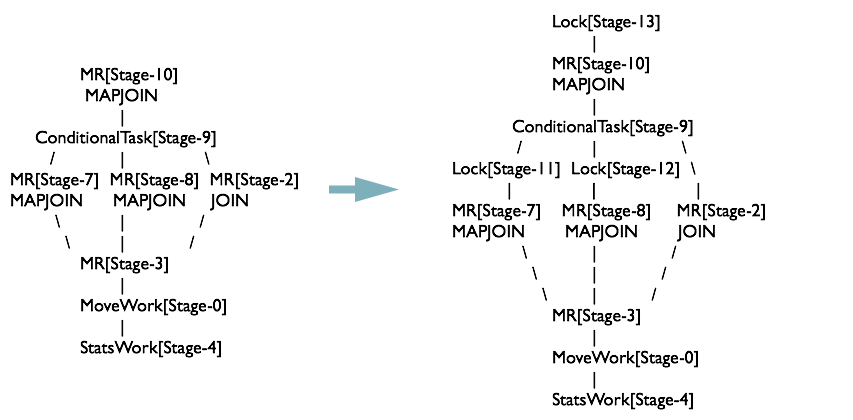 MR[Stage-10]
MAPJOIN
ConditionalTask[Stage-9]
MR[Stage-7] MR[Stage-8] MR[Stage-2]
MAPJOIN MAPJOIN JOIN
MR[Stage-3]
MoveWork[Stage-0]
StatsWork[Stage-4]
Lock[Stage-13]
MR[Stage-10]
MAPJOIN
ConditionalTask[Stage-9]
Lock[Stage-11] Lock[Stage-12]
MR[Stage-7] MR[Stage-8] MR[Stage-2]
MAPJOIN MAPJOIN JOIN
MR[Stage-3]
MoveWork[Stage-0]
StatsWork[Stage-4]